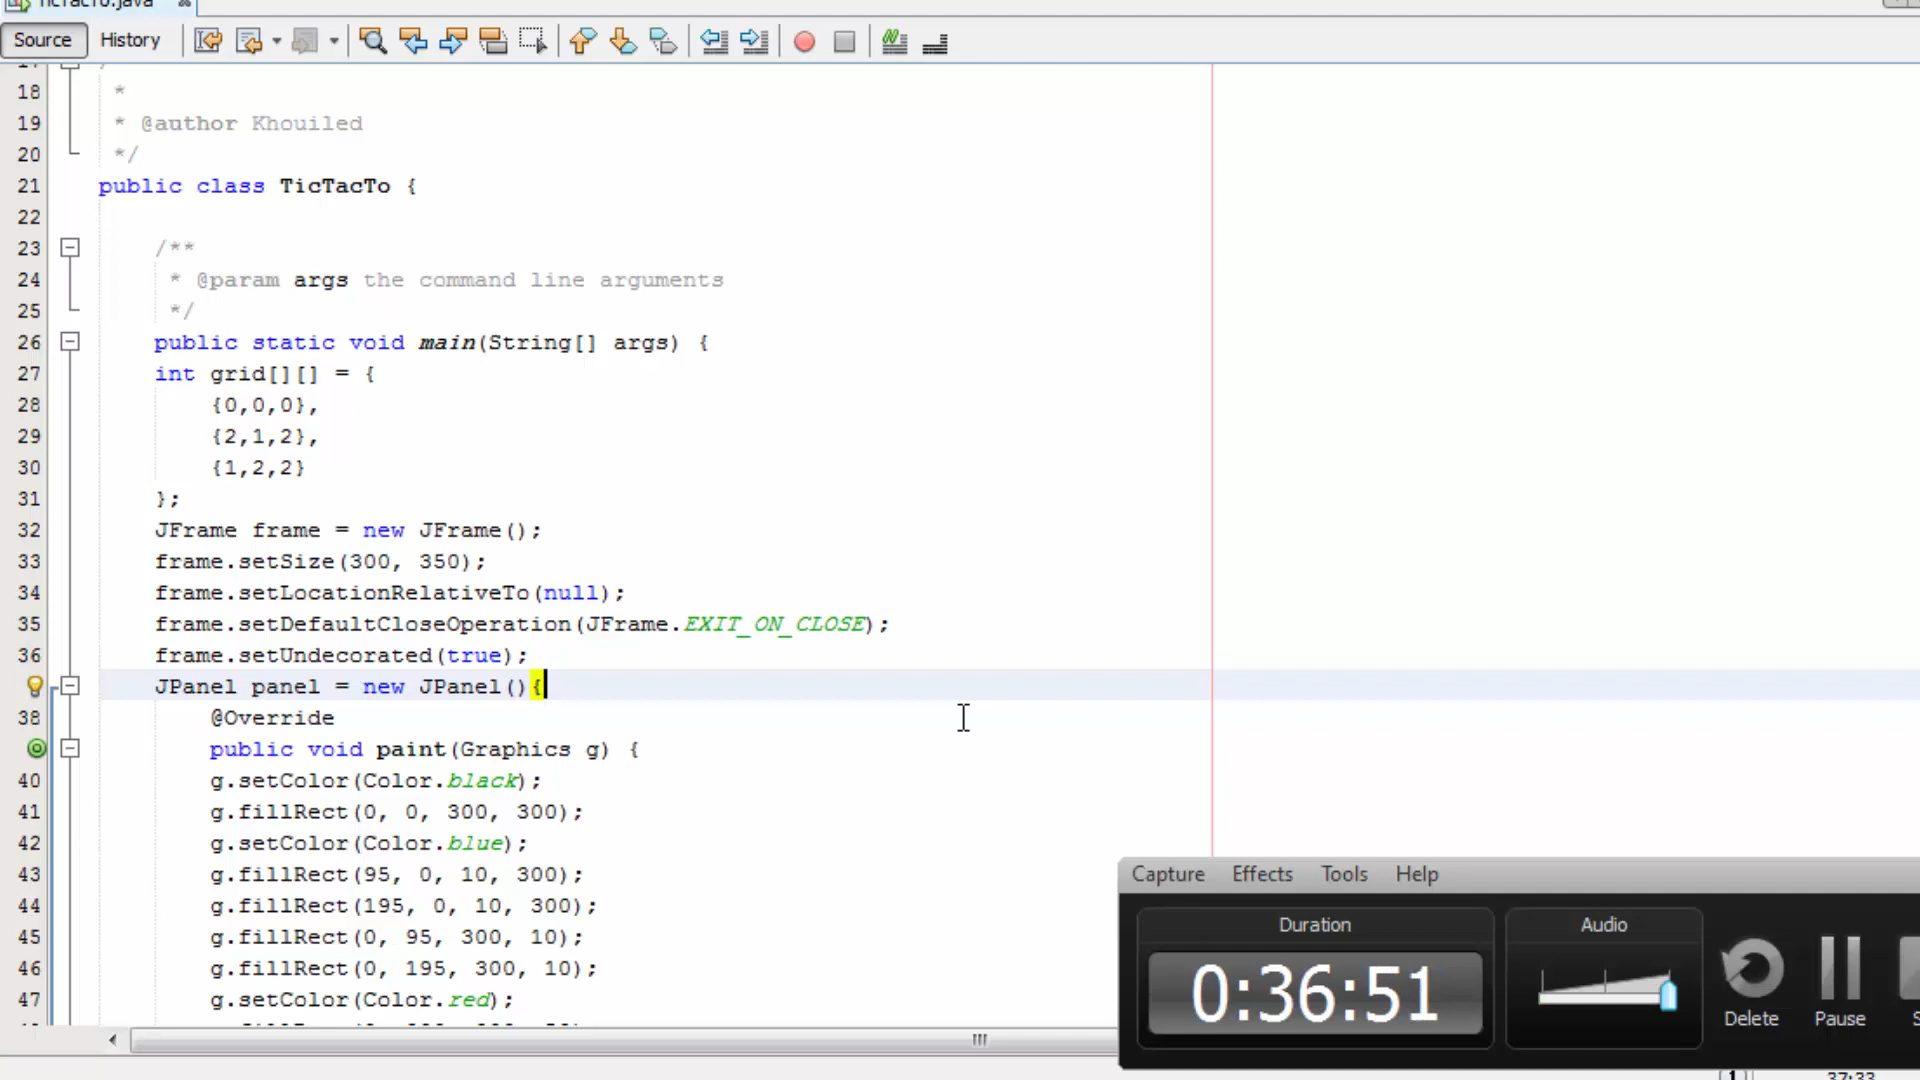 TicTacTo.java
Source History
18 *
19 * @author Khouiled
20 */
21 public class TicTacTo {
22
23 /**
24 * @param args the command line arguments
25 */
26 public static void main(String[] args) {
27 int grid[][] = {
28 {0,0,0},
29 {2,1,2},
30 {1,2,2}
31 };
32 JFrame frame = new JFrame();
33 frame.setSize(300, 350);
34 frame.setLocationRelativeTo(null);
35 frame.setDefaultCloseOperation(JFrame.EXIT_ON_CLOSE);
36 frame.setUndecorated(true);
JPanel panel = new JPanel(){
38 @Override
public void paint(Graphics g) {
40 g.setColor(Color.black);
41 g.fillRect(0, 0, 300, 300);
42 g.setColor(Color.blue);
43 g.fillRect(95, 0, 10, 300);
44 g.fillRect(195, 0, 10, 300);
45 g.fillRect(0, 95, 300, 10);
46 g.fillRect(0, 195, 300, 10);
47 g.setColor(Color.red);
Capture Effects Tools Help
Duration Audio
0:36:51
Delete Pause
37:33